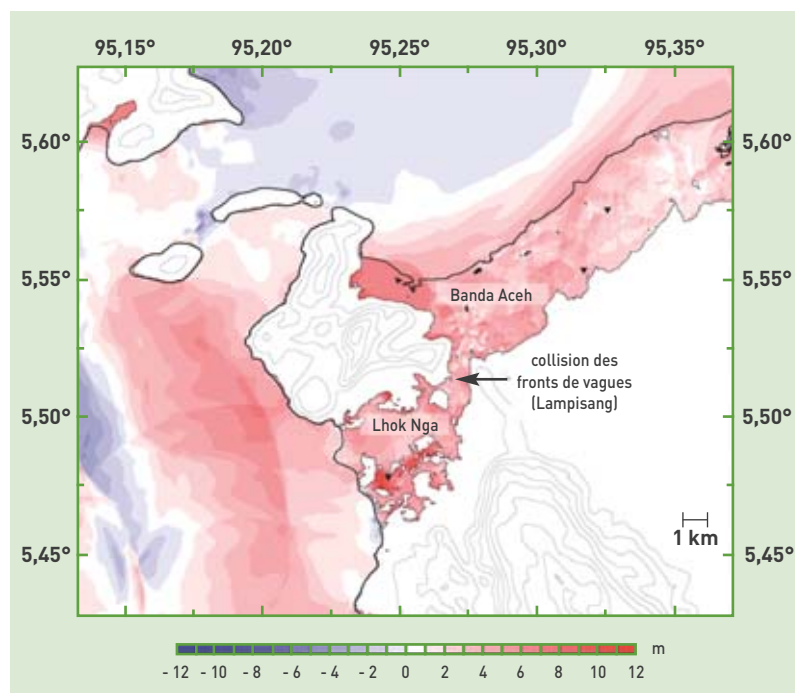 95,15° 95,20° 95,25° 95,30° 95,35°
5,60° 5,60°
5,55° 5,55°
Banda Aceh
collision des
fronts de vagues
(Lampisang)
5,50° 5,50°
Lhok Nga
1 km
5,45° 5,45°
m
- 12 - 10 - 8 - 6 - 4 - 2 0 2 4 6 8 10 12